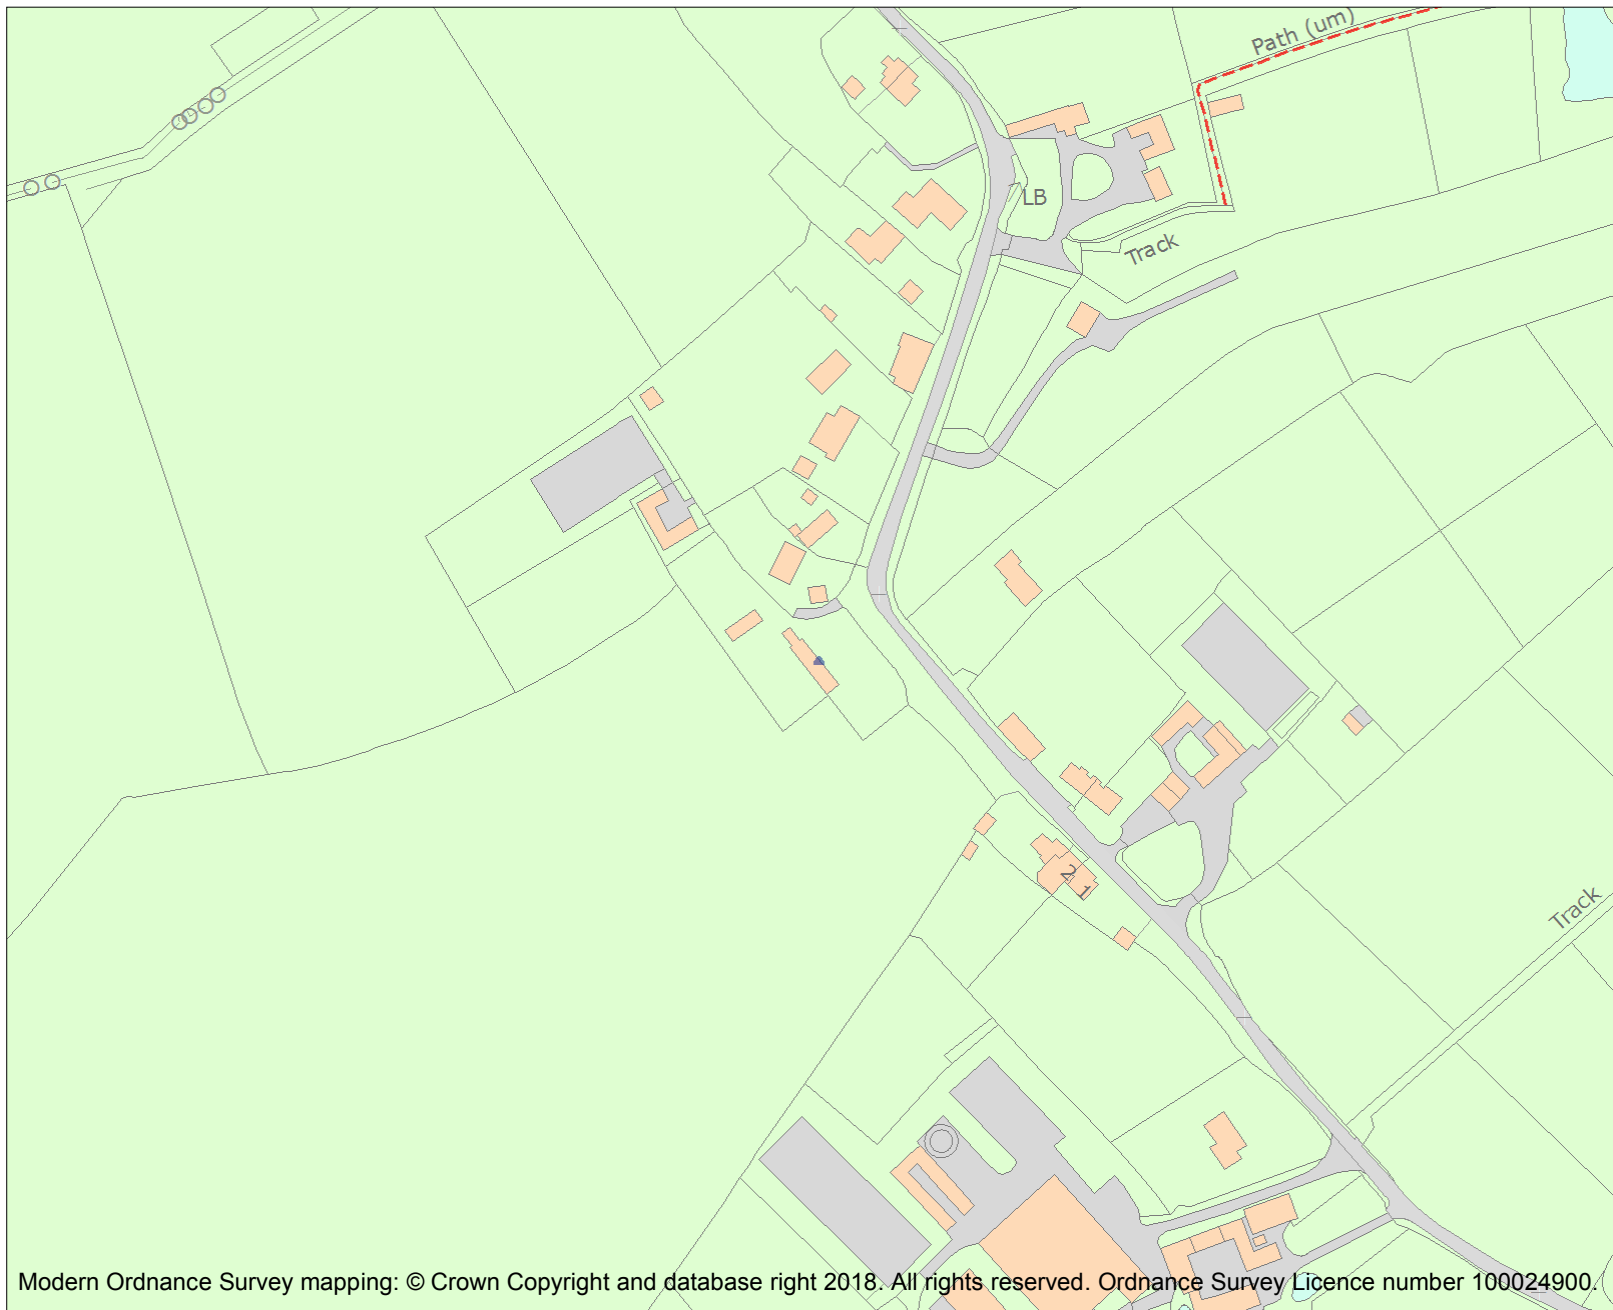 Path (um)
LB
Track
2
1
Track
Modern Ordnance Survey mapping: © Crown Copyright and database right 2018. All rights reserved. Ordnance Survey Licence number 100024900.